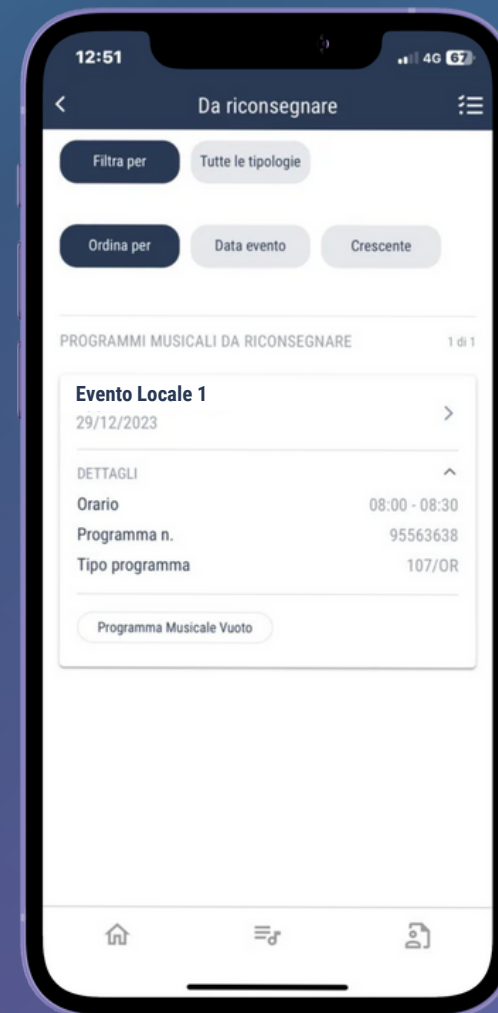 12:51 4G 67
Da riconsegnare
Filtra per Tutte le tipologie
Ordina per Data evento Crescente
PROGRAMMI MUSICALI DA RICONSEGNARE 1 di 1
Evento Locale 1
29/12/2023
DETTAGLI
Orario 08:00 - 08:30
Programma n. 95563638
Tipo programma 107/OR
Programma Musicale Vuoto